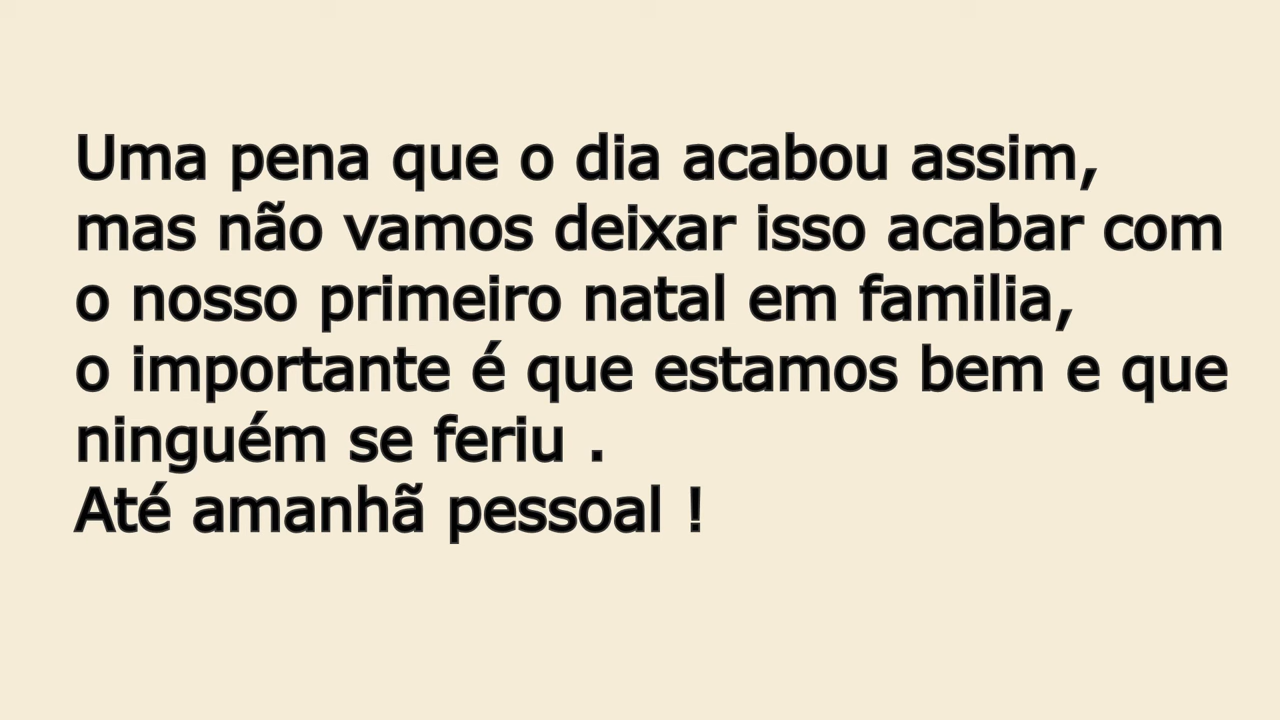 Uma pena que o dia acabou assim,
mas não vamos deixar isso acabar com
o nosso primeiro natal em familia,
o importante é que estamos bem e que
ninguém se feriu .
Até amanhã pessoal !